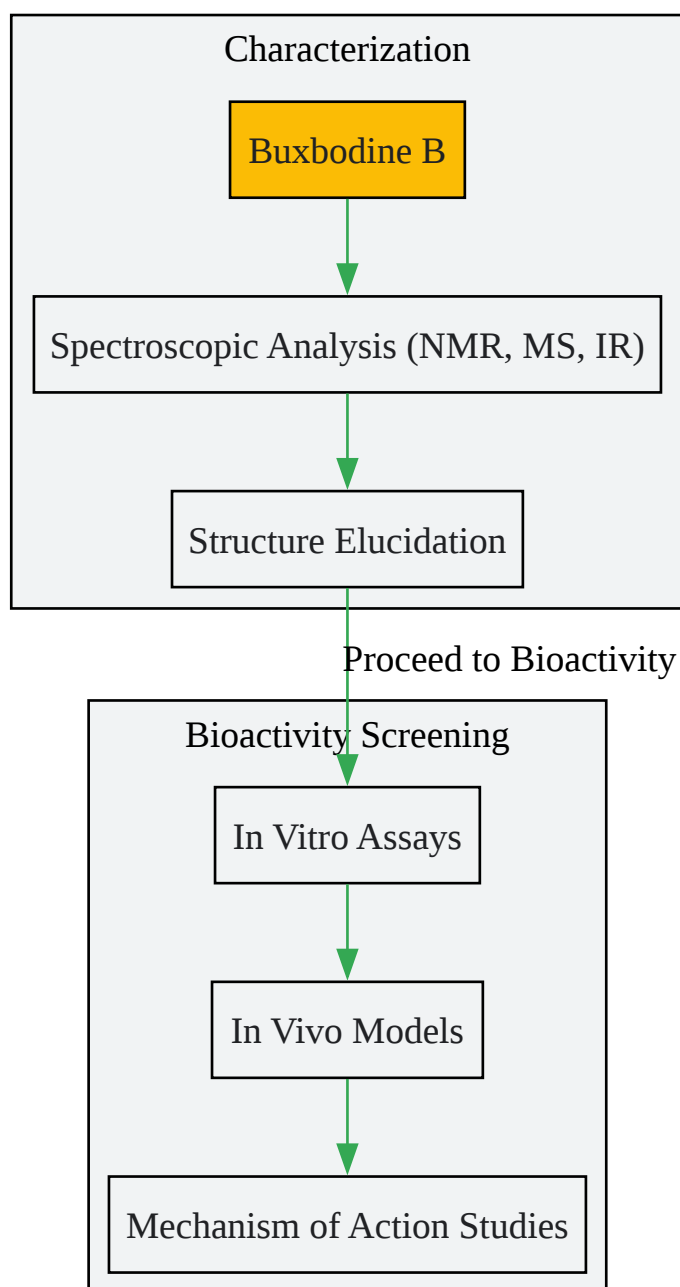 Characterization
Buxbodine B
Spectroscopic Analysis (NMR, MS, IR)
Structure Elucidation
Proceed to Bioactivity
Bioactivity Screening
In Vitro Assays
In Vivo Models
Mechanism of Action Studies